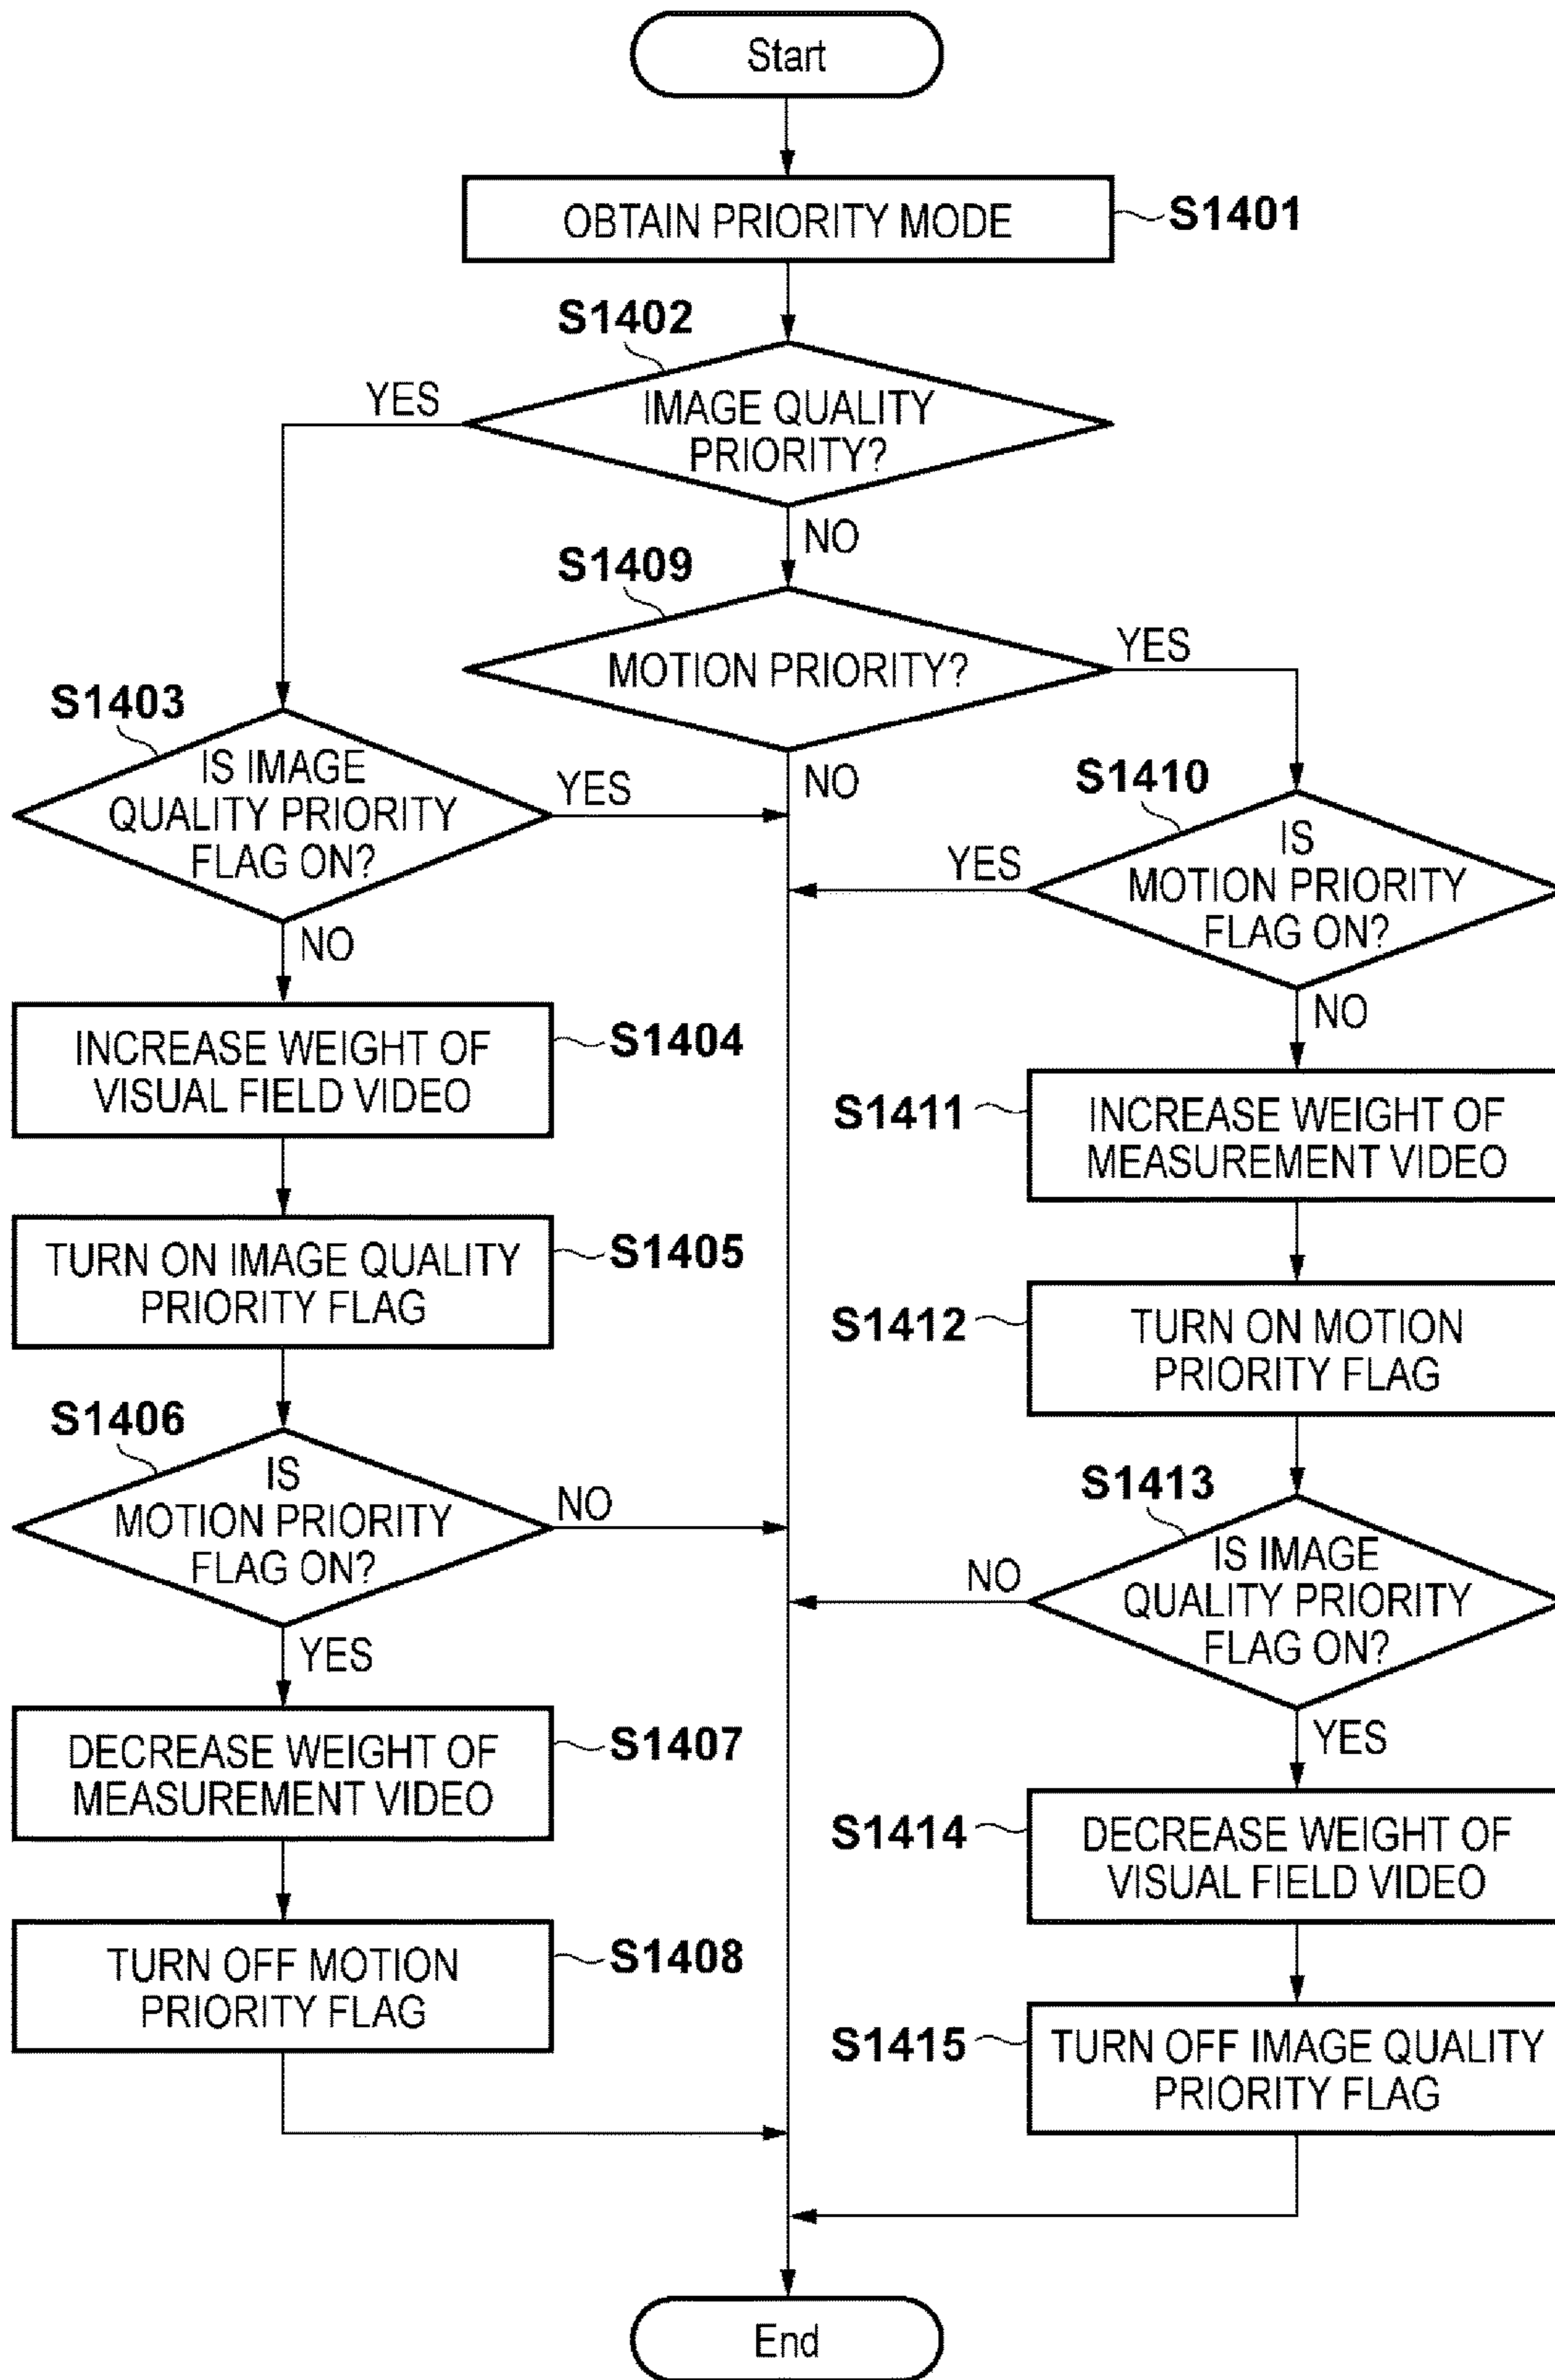 Start
OBTAIN PRIORITY MODE
S1401
S1402
IMAGE QUALITY
PRIORITY?
YES
NO
S1409
MOTION PRIORITY?
YES
NO
S1403
IS IMAGE
QUALITY PRIORITY
FLAG ON?
YES
NO
S1404
INCREASE WEIGHT OF
VISUAL FIELD VIDEO
S1405
TURN ON IMAGE QUALITY
PRIORITY FLAG
S1406
IS
MOTION PRIORITY
FLAG ON?
NO
YES
S1407
DECREASE WEIGHT OF
MEASUREMENT VIDEO
S1408
TURN OFF MOTION
PRIORITY FLAG
S1410
IS
MOTION PRIORITY
FLAG ON?
YES
NO
S1411
INCREASE WEIGHT OF
MEASUREMENT VIDEO
S1412
TURN ON MOTION
PRIORITY FLAG
S1413
IS IMAGE
QUALITY PRIORITY
FLAG ON?
NO
YES
S1414
DECREASE WEIGHT OF
VISUAL FIELD VIDEO
S1415
TURN OFF IMAGE QUALITY
PRIORITY FLAG
End